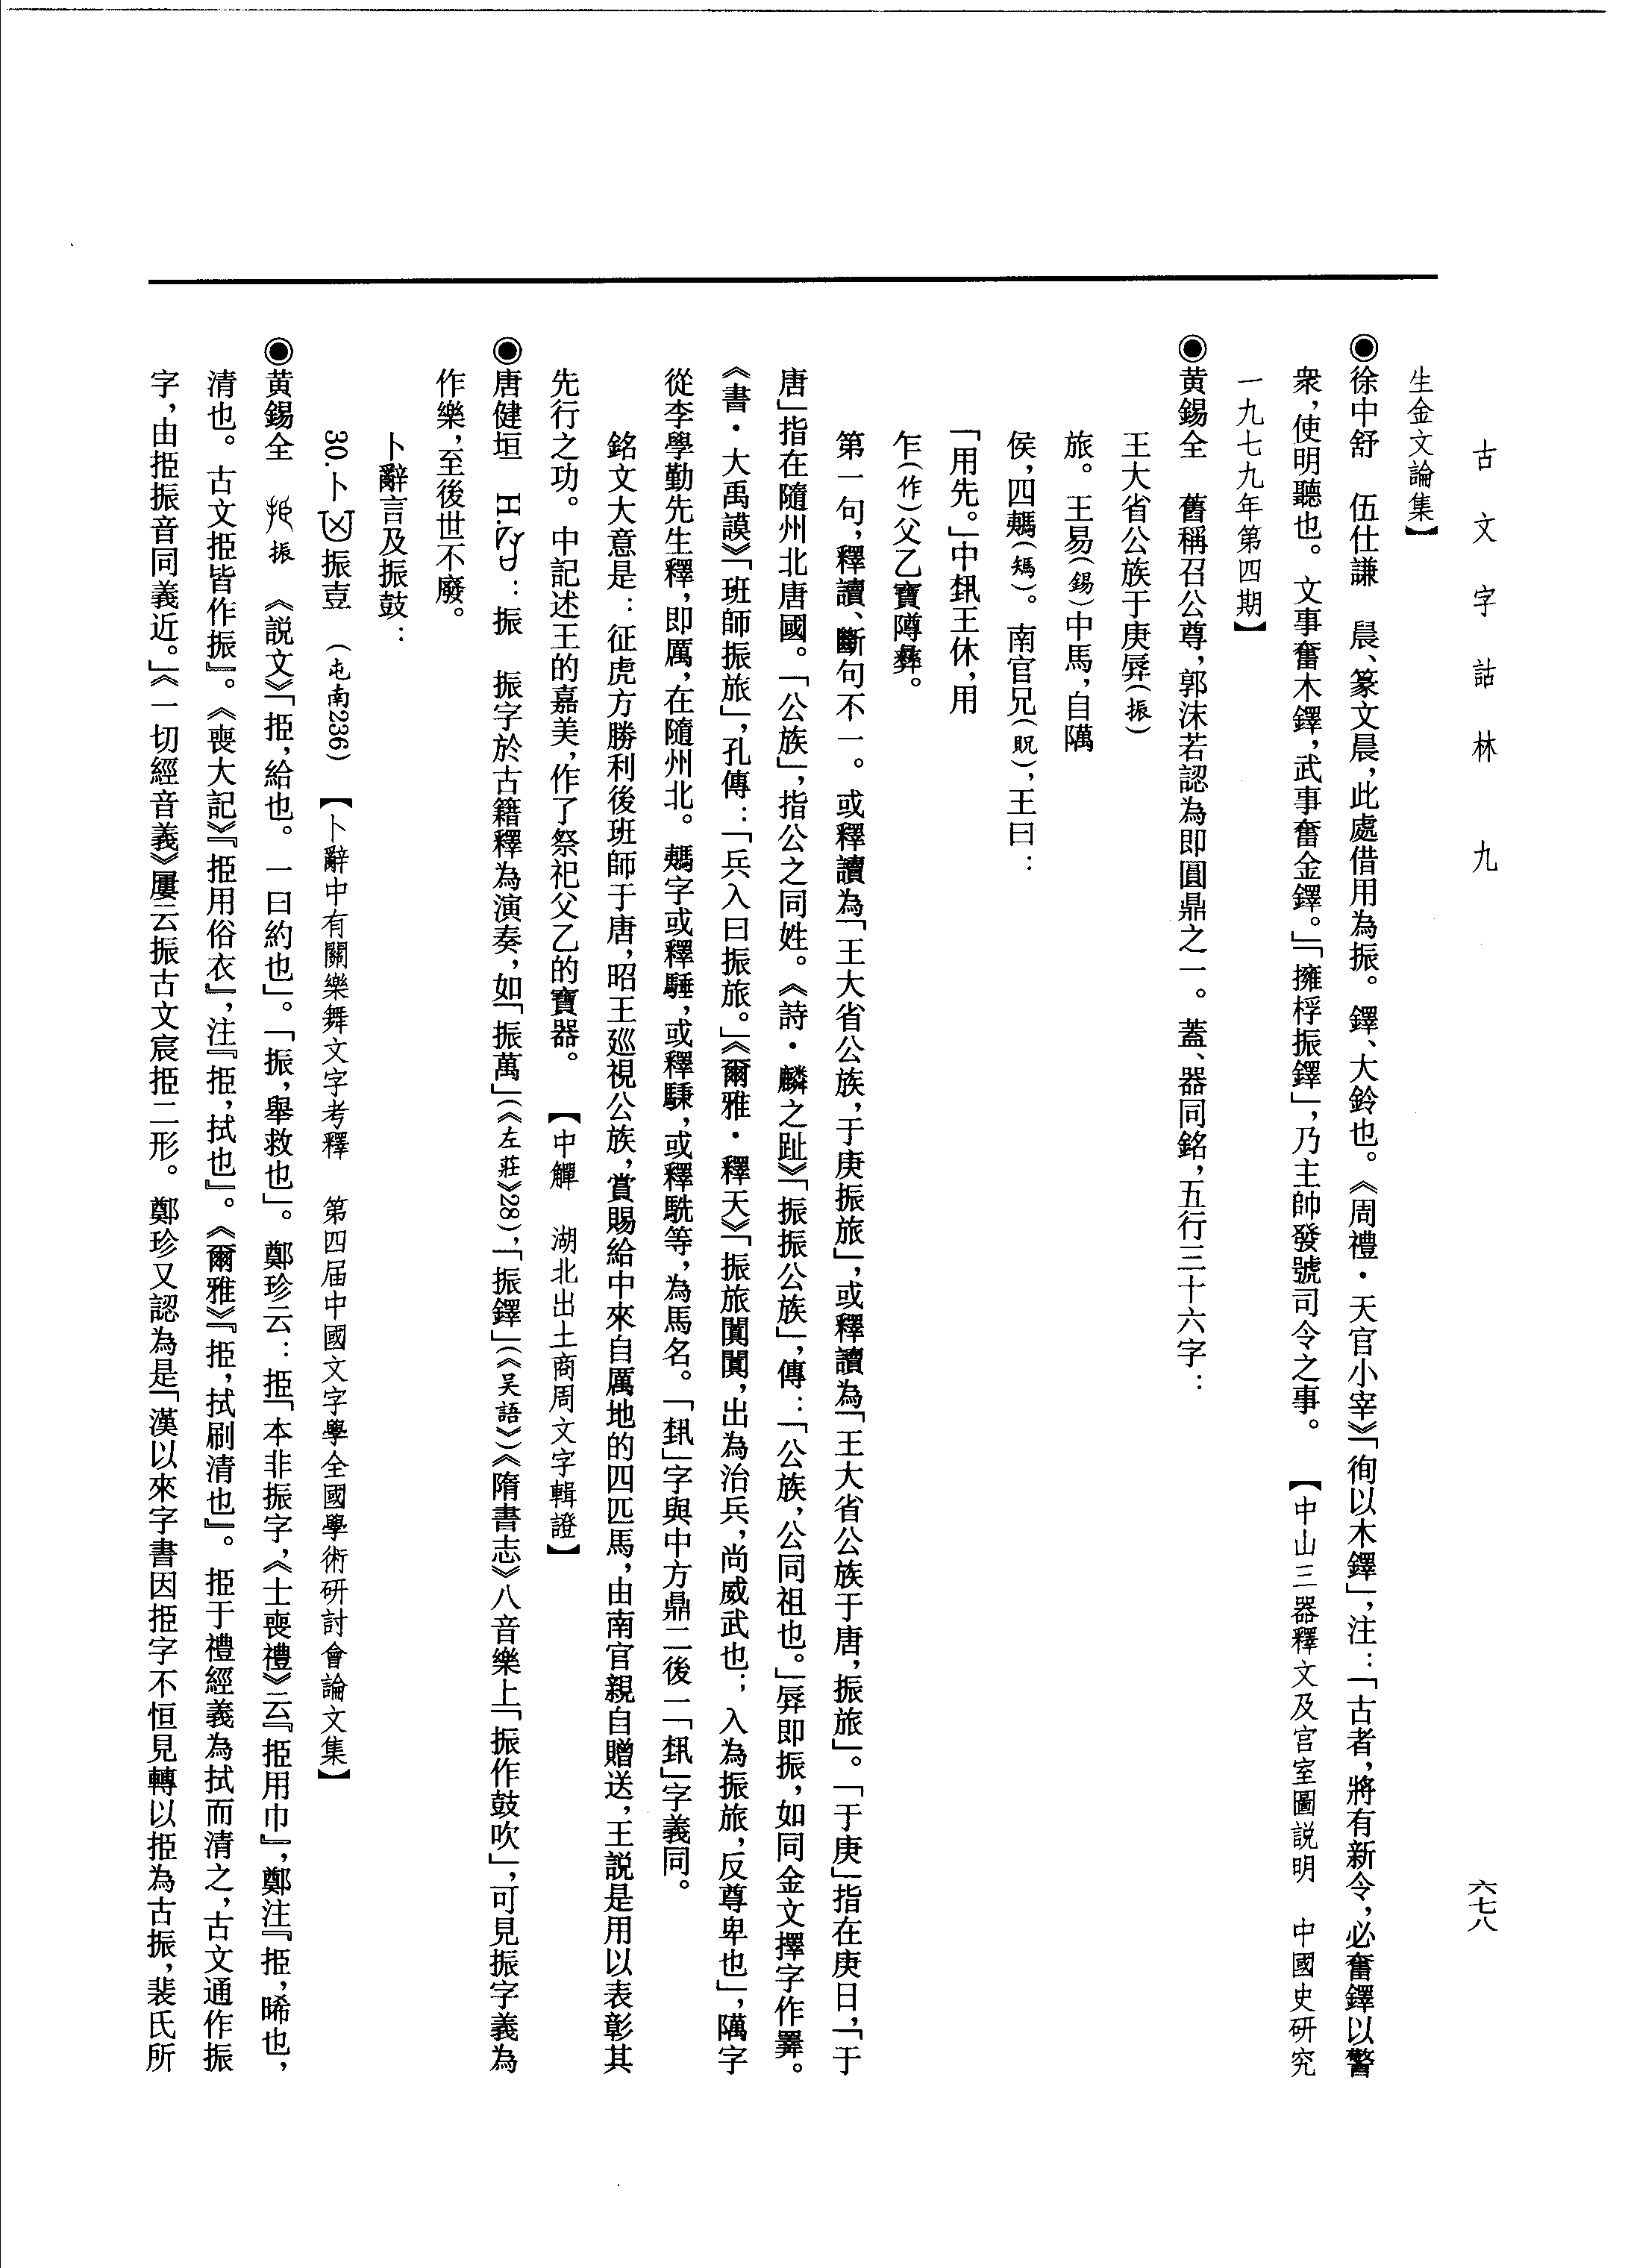 古文字詁林　九
六七八
生金文論集】
◉徐中舒　伍仕謙　晨、篆文晨，此處借用為振。鐸、大鈴也。《周禮・天官小宰》「徇以木鐸」，注：「古者，將有新令，必奮鐸以警
衆，使明聽也。文事奮木鐸，武事奮金鐸。」「擁桴振鐸」，乃主帥發號司令之事。　【中山三器釋文及宫室圖説明　中國史研究
一九七九年第四期】
◉黄錫全　舊稱召公尊，郭沫若認為即圓鼎之一。蓋、器同銘，五行三十六字：
王大省公族于庚㫳（振）
旅。王易（錫）中馬，自隅
侯，四䮲（䮲）。南宫兄（貺），王曰：
「用先。」中𫹋王休，用
乍（作）父乙寶障彝。
第一句，釋讀、斷句不一。或釋讀為「王大省公族，于庚振旅」，或釋讀為「王大省公族于唐，振旅」。「于庚」指在庚日，「于
唐」指在隨州北唐國。「公族」，指公之同姓。《詩・麟之趾》「振振公族」，傳：「公族，公同祖也。」㫳即振，如同金文擇字作睪。
《書・大禹謨》「班師振旅」，孔傳：「兵入曰振旅。」《爾雅・釋天》「振旅闐闐，出為治兵，尚威武也；入為振旅，反尊卑也」，字
從李學勤先生釋，即厲，在隨州北。字或釋騅，或釋騋，或釋駪等，為馬名。「」字與中方鼎二後一「」字義同。
銘文大意是：征虎方勝利後班師于唐，昭王巡視公族，賞賜給中來自厲地的四匹馬，由南宫親自贈送，王説是用以表彰其
先行之功。中記述王的嘉美，作了祭祀父乙的寶器。　【中觶　湖北出土商周文字輯證】
◉唐健垣　H.：振　振字於古籍釋為演奏，如「振萬」（《左莊》28），「振鐸」（《吴語》）《隋書志》八音樂上「振作鼓吹」，可見振字義為
作樂，至後世不廢。
卜辭言及振鼓：
30.卜振壴　（屯南236）　【卜辭中有關樂舞文字考釋　第四届中國文字學全國學術研討會論文集】
◉黄錫全　振　《説文》「挋，給也。一曰約也」。「振，舉救也」。鄭珍云：挋「本非振字，《士喪禮》云『挋用巾』，鄭注『挋，晞也，
清也。古文挋皆作振』。《喪大記》『挋用俗衣』，注『挋，拭也』。《爾雅》『挋，拭刷清也』。挋于禮經義為拭而清之，古文通作振
字，由挋振音同義近。」《一切經音義》屢云振古文宸挋二形。鄭珍又認為是「漢以來字書因挋字不恒見轉以挋為古振，裴氏所